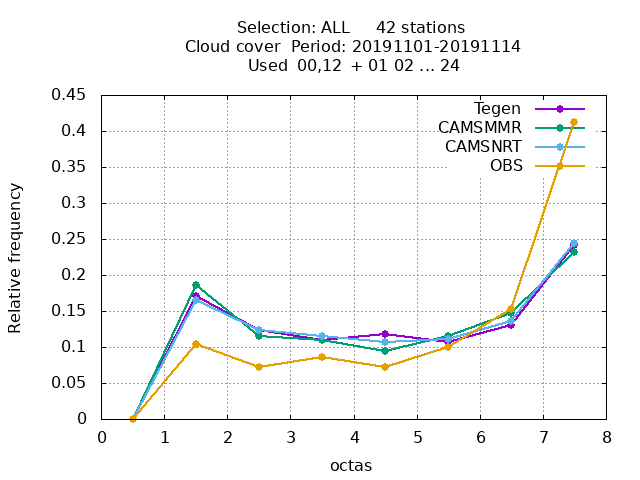 Selection: ALL 42 stations
Cloud cover Period: 20191101-20191114
Used 00,12 + 01 02 ... 24
Relative frequency
0.45
0.4
0.35
0.3
0.25
0.2
0.15
0.1
0.05
0
Tegen
CAMSMMR
CAMSNRT
OBS
0 1 2 3 4 5 6 7 8
octas